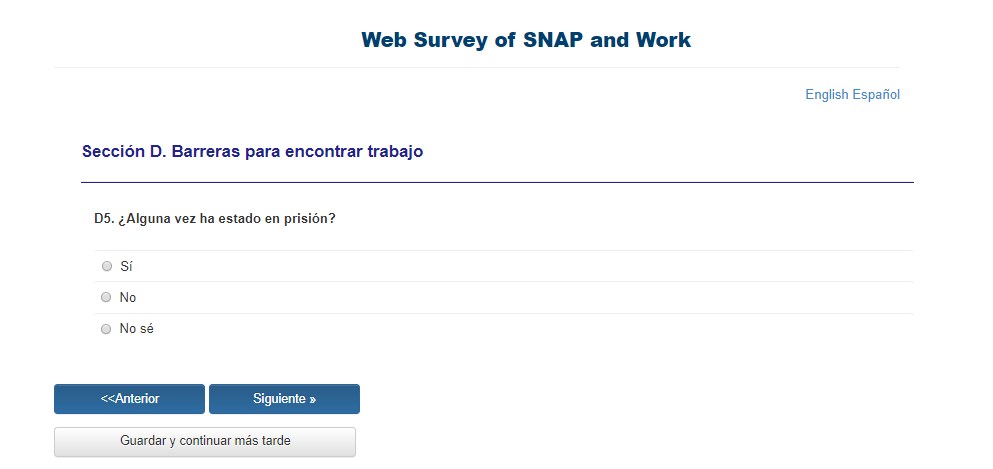 Web Survey of SNAP and Work
English Español
Sección D. Barreras para encontrar trabajo
D5. ¿Alguna vez ha estado en prisión?
Sí
No
No sé
<<Anterior Siguiente »
Guardar y continuar más tarde